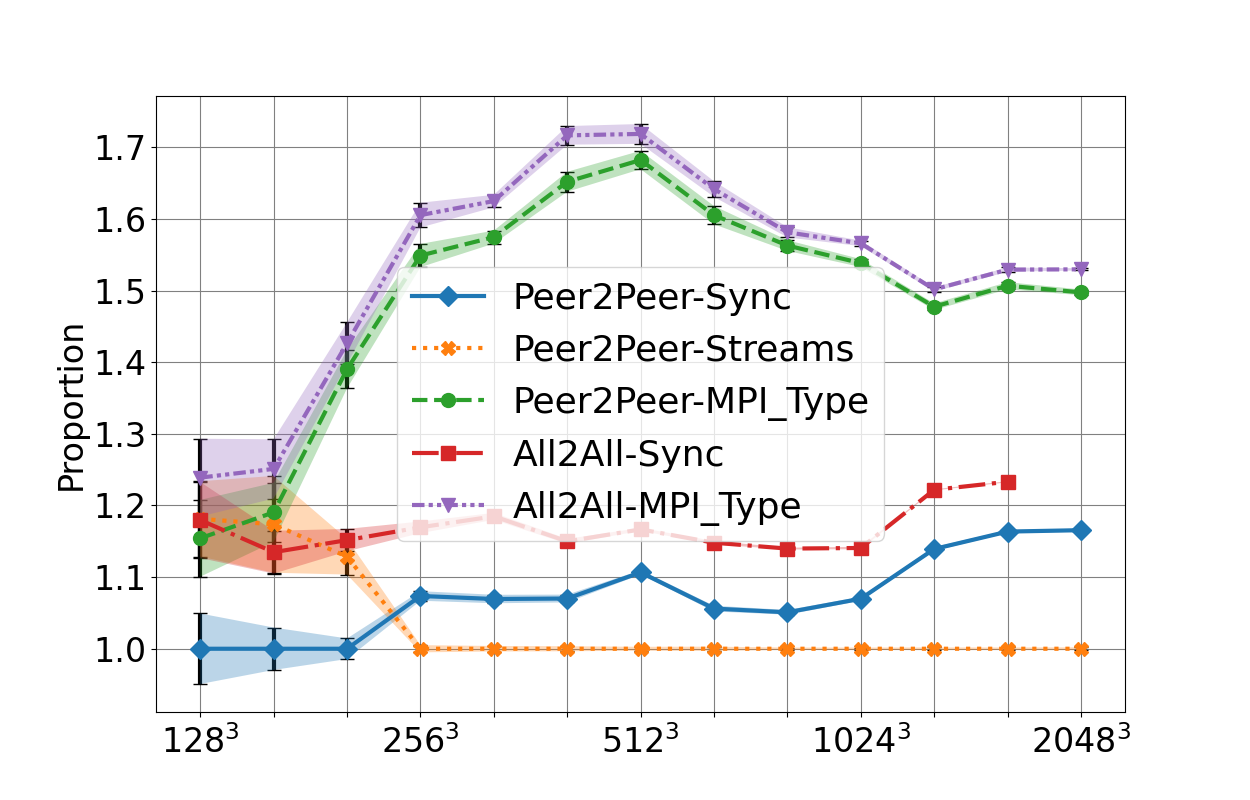 1.7
1.6
1.5
1.4
1.3
1.2
1.1
1.0
Proportion
Peer2Peer-Sync
Peer2Peer-Streams
Peer2Peer-MPI_Type
All2All-Sync
All2All-MPI_Type
128³ 256³ 512³ 1024³ 2048³